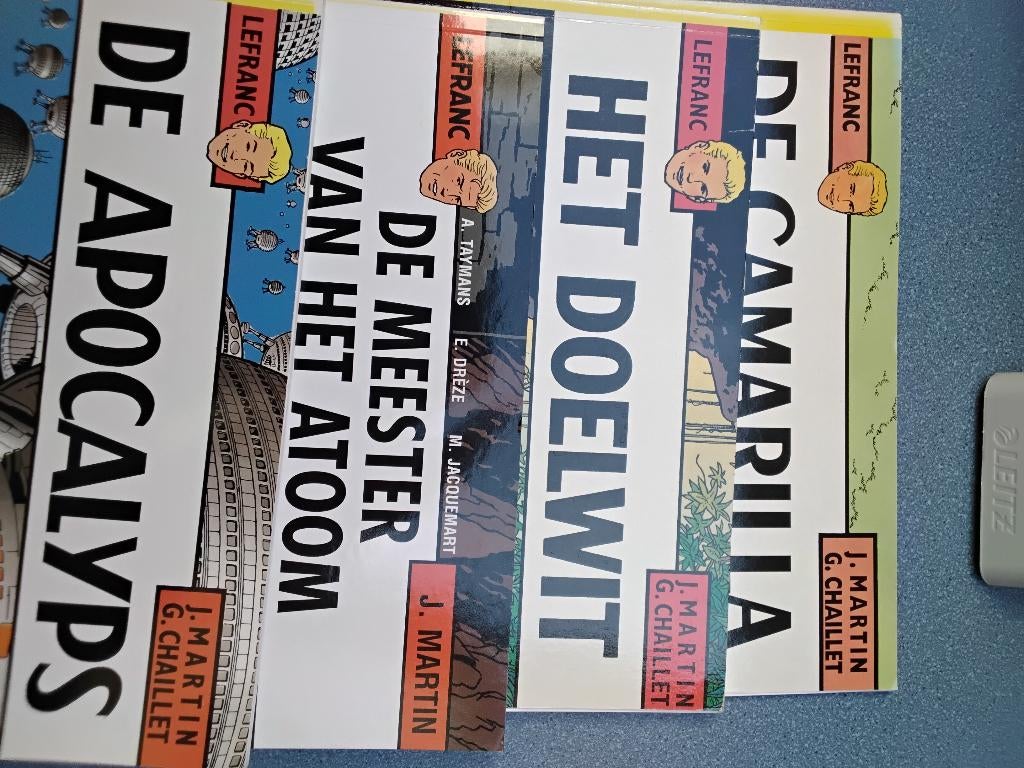 LEFRANC
J. MARTIN
G. CHAILLET
DE CAMARILLA
LEFRANC
J. MARTIN
G. CHAILLET
HET DOELWIT
LEFRANC
A. TAYMANS E. DRÈZE M. JACQUEMART
J. MARTIN
DE MEESTER
VAN HET ATOOM
LEFRANC
J. MARTIN
G. CHAILLET
DE APOCALYPS
LEITZ